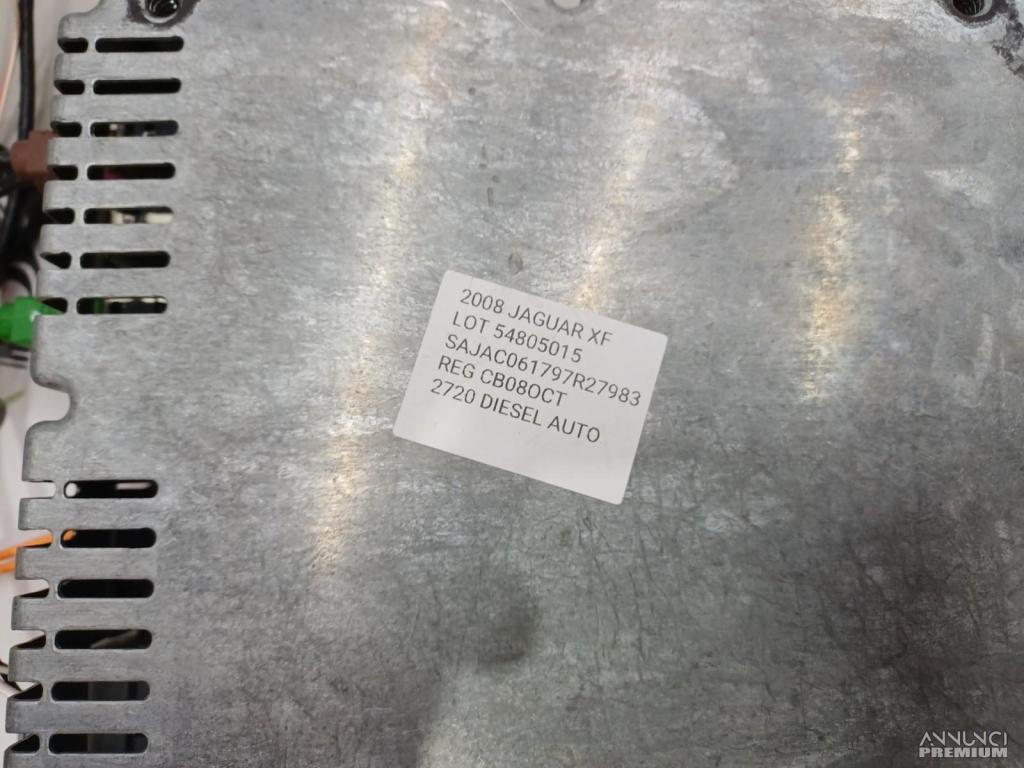 2008 JAGUAR XF
LOT 54805015
SAJAC061797R27983
REG CB08OCT
2720 DIESEL AUTO
ANNUNCI
PREMIUM